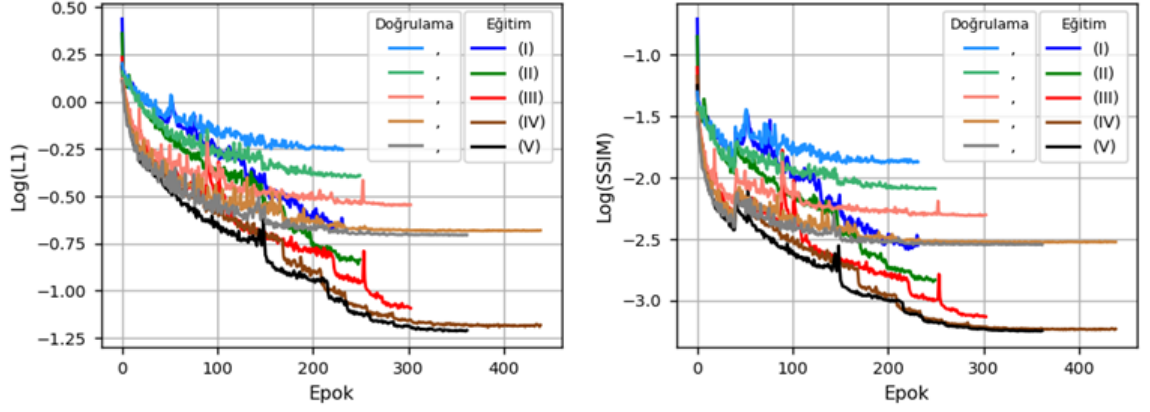 0.50
0.25
0.00
−0.25
−0.50
−0.75
−1.00
−1.25
Log(L1)
0 100 200 300 400
Epok
Doğrulama Eğitim
, (I)
, (II)
, (III)
, (IV)
, (V)
−1.0
−1.5
−2.0
−2.5
−3.0
Log(SSIM)
0 100 200 300 400
Epok
Doğrulama Eğitim
, (I)
, (II)
, (III)
, (IV)
, (V)